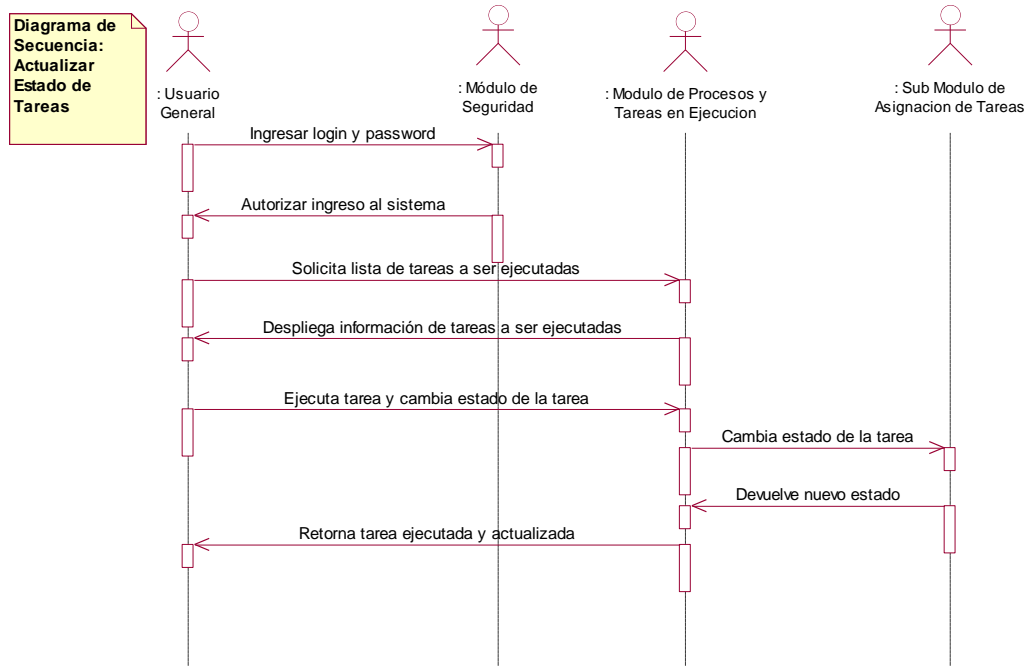 Diagrama de
Secuencia:
Actualizar
Estado de
Tareas
: Usuario
General
: Módulo de
Seguridad
: Modulo de Procesos y
Tareas en Ejecucion
: Sub Modulo de
Asignacion de Tareas
Ingresar login y password
Autorizar ingreso al sistema
Solicita lista de tareas a ser ejecutadas
Despliega información de tareas a ser ejecutadas
Ejecuta tarea y cambia estado de la tarea
Cambia estado de la tarea
Devuelve nuevo estado
Retorna tarea ejecutada y actualizada